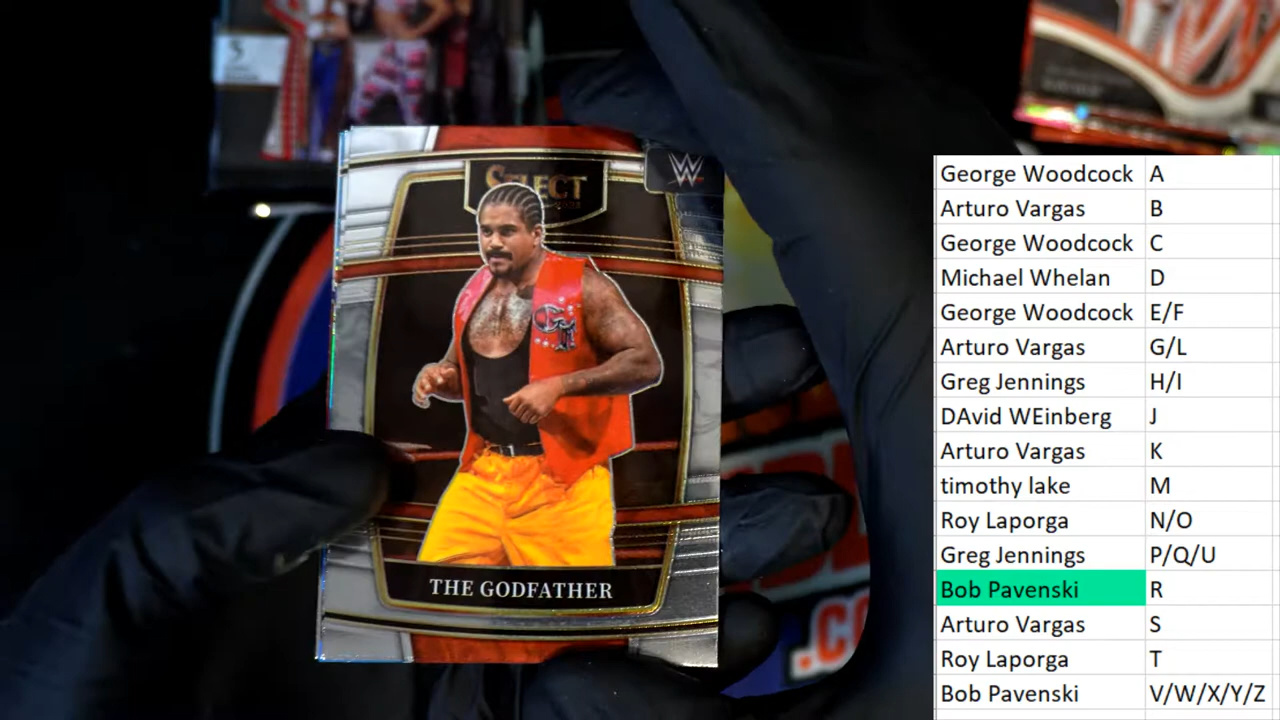 SELECT
W
THE GODFATHER
.CO
George Woodcock A
Arturo Vargas B
George Woodcock C
Michael Whelan D
George Woodcock E/F
Arturo Vargas G/L
Greg Jennings H/I
DAvid WEinberg J
Arturo Vargas K
timothy lake M
Roy Laporga N/O
Greg Jennings P/Q/U
Bob Pavenski R
Arturo Vargas S
Roy Laporga T
Bob Pavenski V/W/X/Y/Z